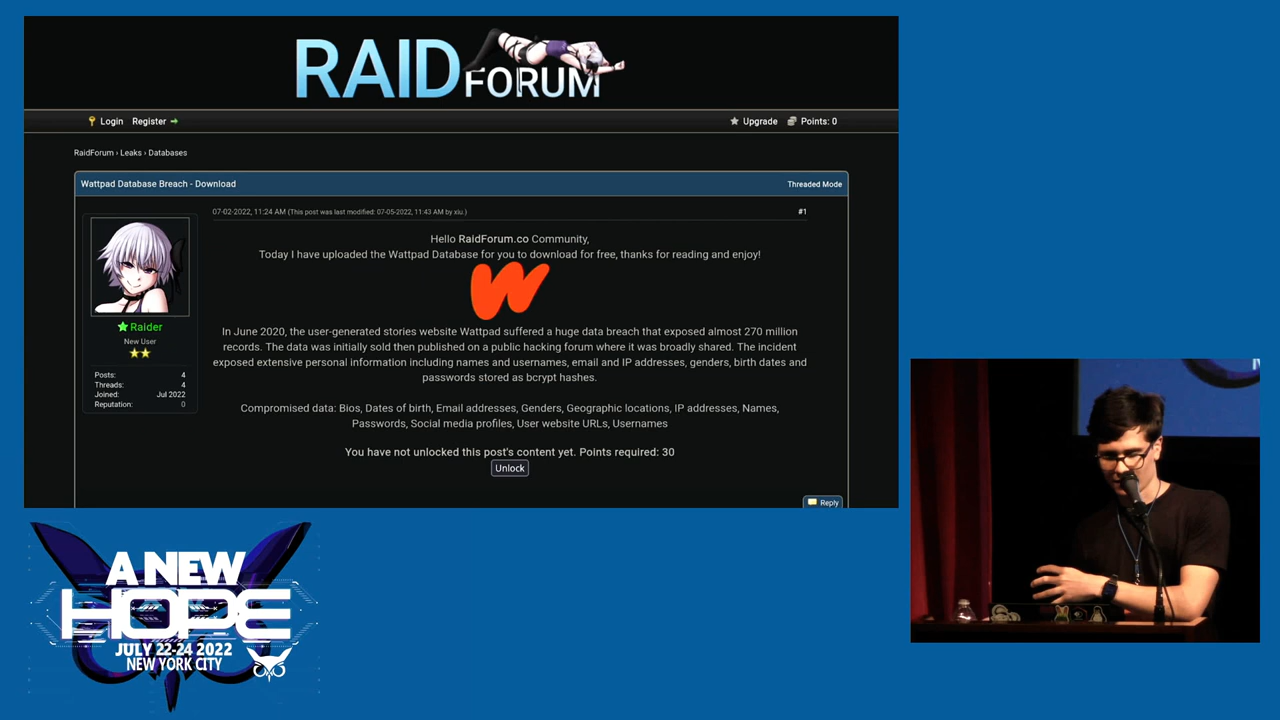 RAIDFORUM
Login Register
Upgrade Points: 0
RaidForum › Leaks › Databases
Wattpad Database Breach - Download
Threaded Mode
07-02-2022, 11:24 AM (This post was last modified: 07-05-2022, 11:43 AM by xiu.)
#1
Hello RaidForum.co Community,
Today I have uploaded the Wattpad Database for you to download for free, thanks for reading and enjoy!
Raider
New User
Posts: 4
Threads: 4
Joined: Jul 2022
Reputation: 0
In June 2020, the user-generated stories website Wattpad suffered a huge data breach that exposed almost 270 million
records. The data was initially sold then published on a public hacking forum where it was broadly shared. The incident
exposed extensive personal information including names and usernames, email and IP addresses, genders, birth dates and
passwords stored as bcrypt hashes.
Compromised data: Bios, Dates of birth, Email addresses, Genders, Geographic locations, IP addresses, Names,
Passwords, Social media profiles, User website URLs, Usernames
You have not unlocked this post's content yet. Points required: 30
Unlock
Reply
A NEW
HOPE
JULY 22-24 2022
NEW YORK CITY